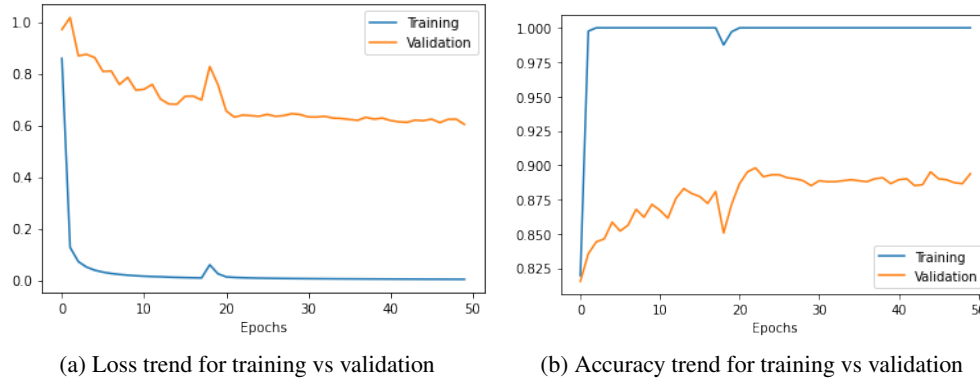 1.0
0.8
0.6
0.4
0.2
0.0
Training
Validation
0 10 20 30 40 50
Epochs
(a) Loss trend for training vs validation
1.000
0.975
0.950
0.925
0.900
0.875
0.850
0.825
Training
Validation
0 10 20 30 40 50
Epochs
(b) Accuracy trend for training vs validation